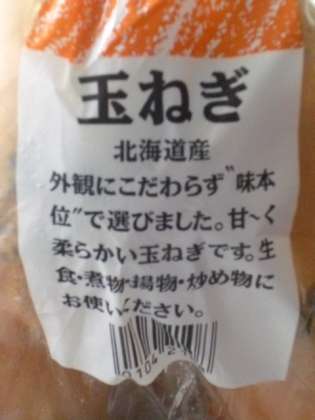 玉ねぎ
北海道産
外観にこだわらず〝味本
位〟で選びました。甘～く
柔らかい玉ねぎです。生
食・煮物・揚物・炒め物に
お使いください。